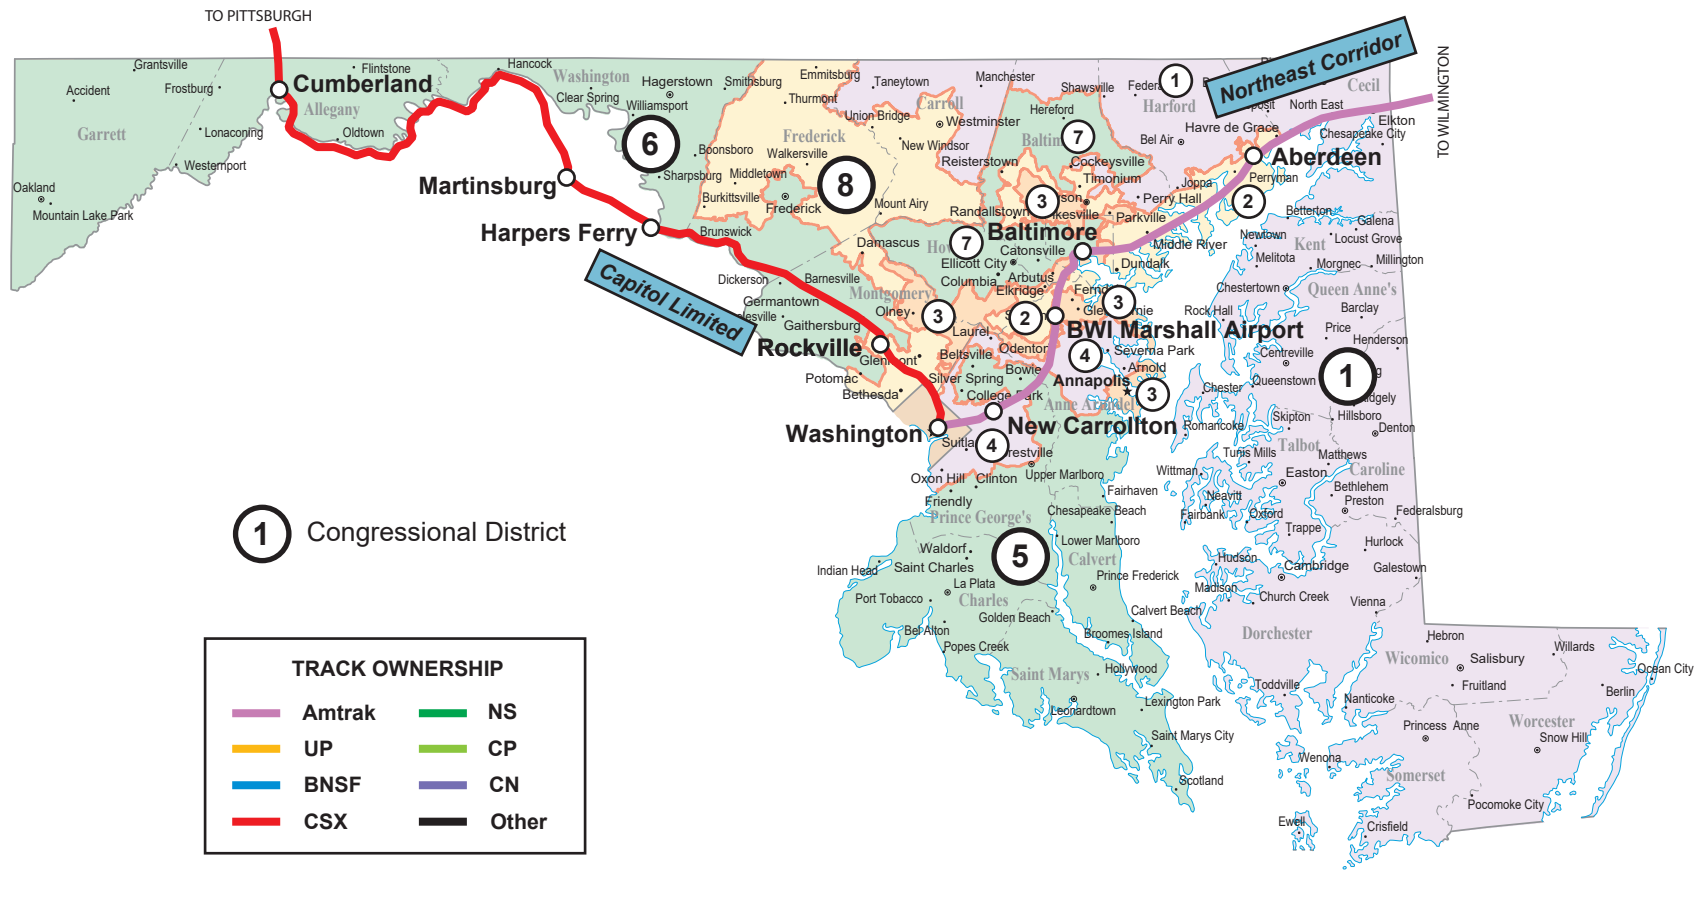 TO PITTSBURGH
TO WILMINGTON
Northeast Corridor
Capitol Limited
Cumberland
Martinsburg
Harpers Ferry
Rockville
Washington
New Carrollton
BWI Marshall Airport
Baltimore
Aberdeen
Annapolis
Garrett
Allegany
Washington
Frederick
Carroll
Harford
Cecil
Montgomery
Kent
Queen Anne's
Anne Arundel
Talbot
Caroline
Prince George's
Calvert
Charles
Saint Marys
Dorchester
Wicomico
Worcester
Somerset
Grantsville
Accident
Frostburg
Flintstone
Hancock
Lonaconing
Oldtown
Westernport
Oakland
Mountain Lake Park
Clear Spring
Hagerstown
Williamsport
Smithsburg
Boonsboro
Sharpsburg
Emmitsburg
Thurmont
Walkersville
Middletown
Burkittsville
Frederick
Brunswick
Mount Airy
Taneytown
Union Bridge
New Windsor
Westminster
Manchester
Reisterstown
Shawsville
Hereford
Cockeysville
Timonium
Randallstown
Bel Air
Havre de Grace
North East
Elkton
Chesapeake City
Perryman
Joppa
Perry Hall
Parkville
Middle River
Dundalk
Catonsville
Ellicott City
Columbia
Arbutus
Elkridge
Damascus
Dickerson
Barnesville
Germantown
Gaithersburg
Olney
Laurel
Odenton
Beltsville
Silver Spring
Bowie
College Park
Potomac
Bethesda
Severna Park
Arnold
Oxon Hill
Clinton
Upper Marlboro
Friendly
Fairhaven
Chesapeake Beach
Lower Marlboro
Waldorf
Saint Charles
Indian Head
La Plata
Port Tobacco
Prince Frederick
Golden Beach
Calvert Beach
Bel Alton
Broomes Island
Popes Creek
Hollywood
Leonardtown
Lexington Park
Saint Marys City
Scotland
Betterton
Galena
Newtown
Locust Grove
Melitota
Morgnec
Millington
Chestertown
Rock Hall
Barclay
Price
Henderson
Centreville
Queenstown
Chester
Hillsboro
Skipton
Denton
Romancoke
Tunis Mills
Matthews
Wittman
Easton
Bethlehem
Preston
Neavitt
Fairbank
Oxford
Trappe
Federalsburg
Hurlock
Hudson
Cambridge
Galestown
Madison
Church Creek
Vienna
Hebron
Willards
Salisbury
Ocean City
Fruitland
Berlin
Toddville
Nanticoke
Princess Anne
Snow Hill
Wenona
Pocomoke City
Ewell
Crisfield
6
8
7
1
3
7
2
3
2
3
4
3
4
1
5
1 Congressional District
TRACK OWNERSHIP
Amtrak NS
UP CP
BNSF CN
CSX Other